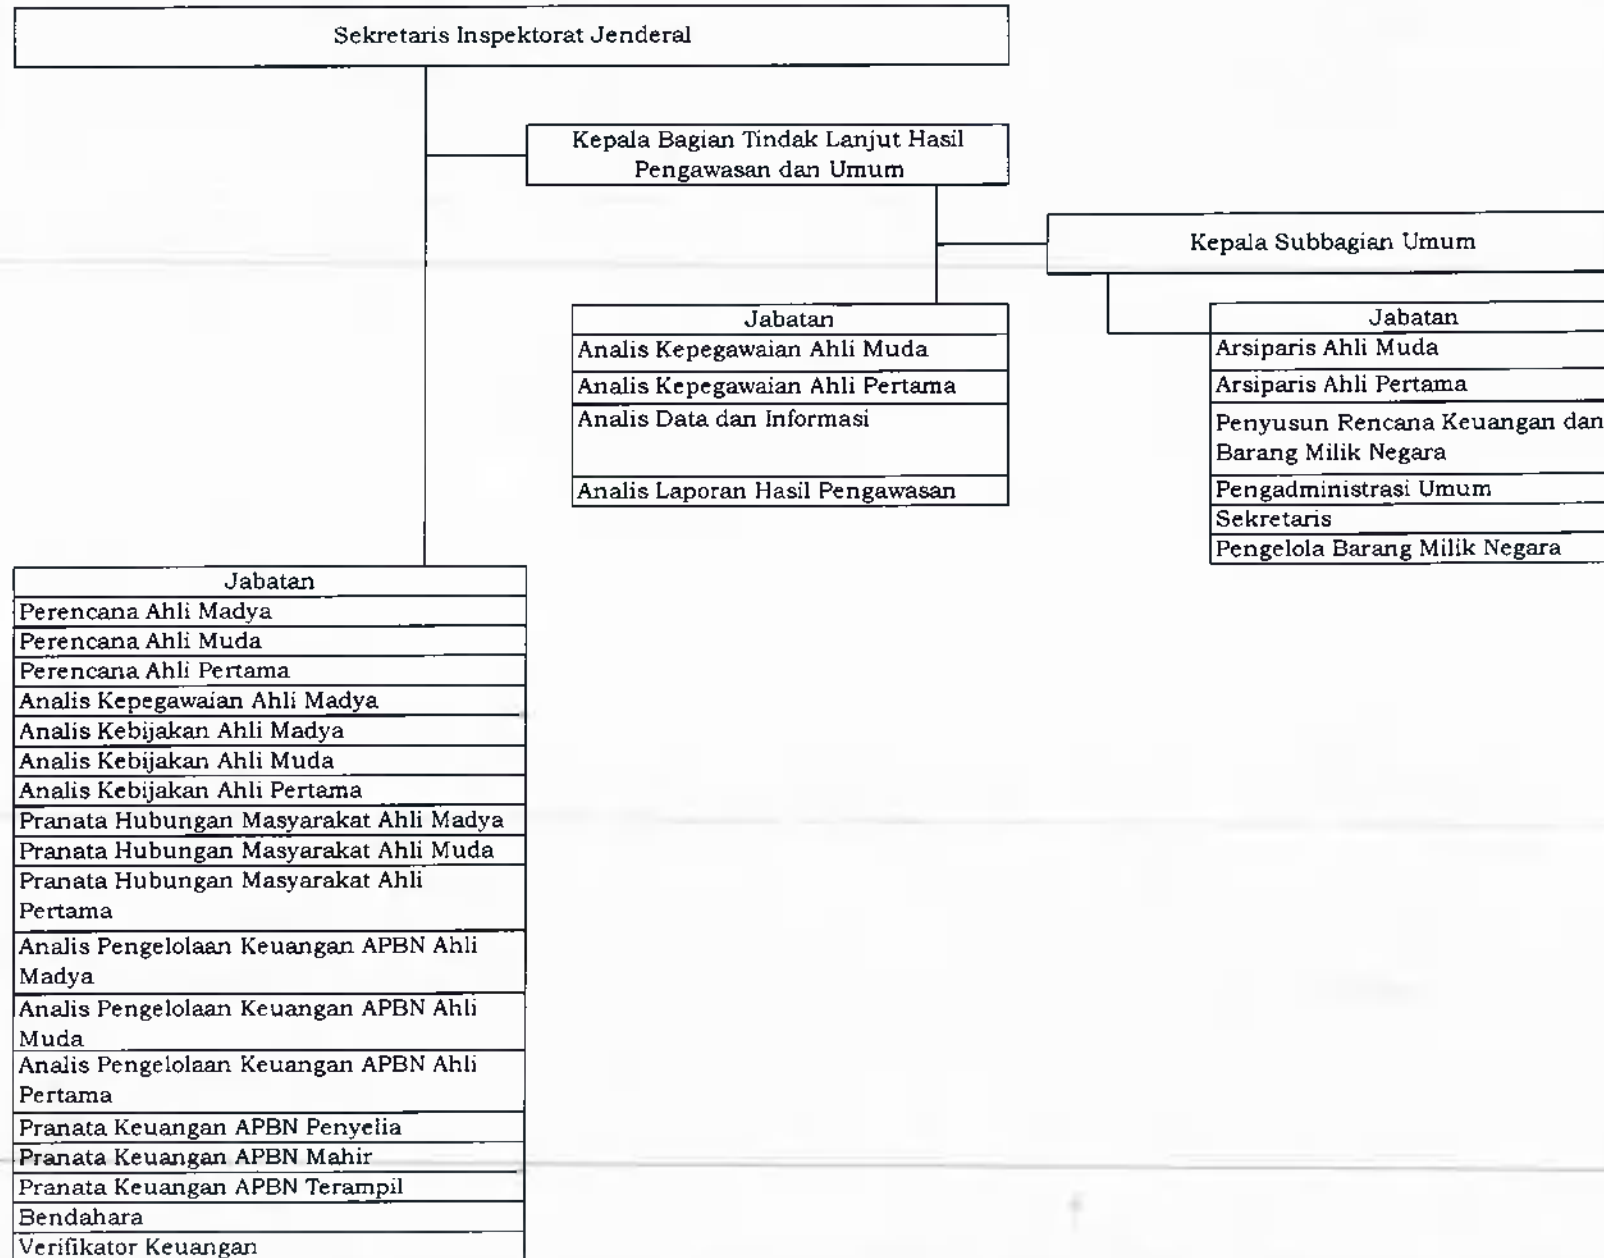 Sekretaris Inspektorat Jenderal
Kepala Bagian Tindak Lanjut Hasil
Pengawasan dan Umum
Kepala Subbagian Umum
Jabatan
Analis Kepegawaian Ahli Muda
Analis Kepegawaian Ahli Pertama
Analis Data dan Informasi
Analis Laporan Hasil Pengawasan
Jabatan
Arsiparis Ahli Muda
Arsiparis Ahli Pertama
Penyusun Rencana Keuangan dan
Barang Milik Negara
Pengadministrasi Umum
Sekretaris
Pengelola Barang Milik Negara
Jabatan
Perencana Ahli Madya
Perencana Ahli Muda
Perencana Ahli Pertama
Analis Kepegawaian Ahli Madya
Analis Kebijakan Ahli Madya
Analis Kebijakan Ahli Muda
Analis Kebijakan Ahli Pertama
Pranata Hubungan Masyarakat Ahli Madya
Pranata Hubungan Masyarakat Ahli Muda
Pranata Hubungan Masyarakat Ahli
Pertama
Analis Pengelolaan Keuangan APBN Ahli
Madya
Analis Pengelolaan Keuangan APBN Ahli
Muda
Analis Pengelolaan Keuangan APBN Ahli
Pertama
Pranata Keuangan APBN Penyelia
Pranata Keuangan APBN Mahir
Pranata Keuangan APBN Terampil
Bendahara
Verifikator Keuangan